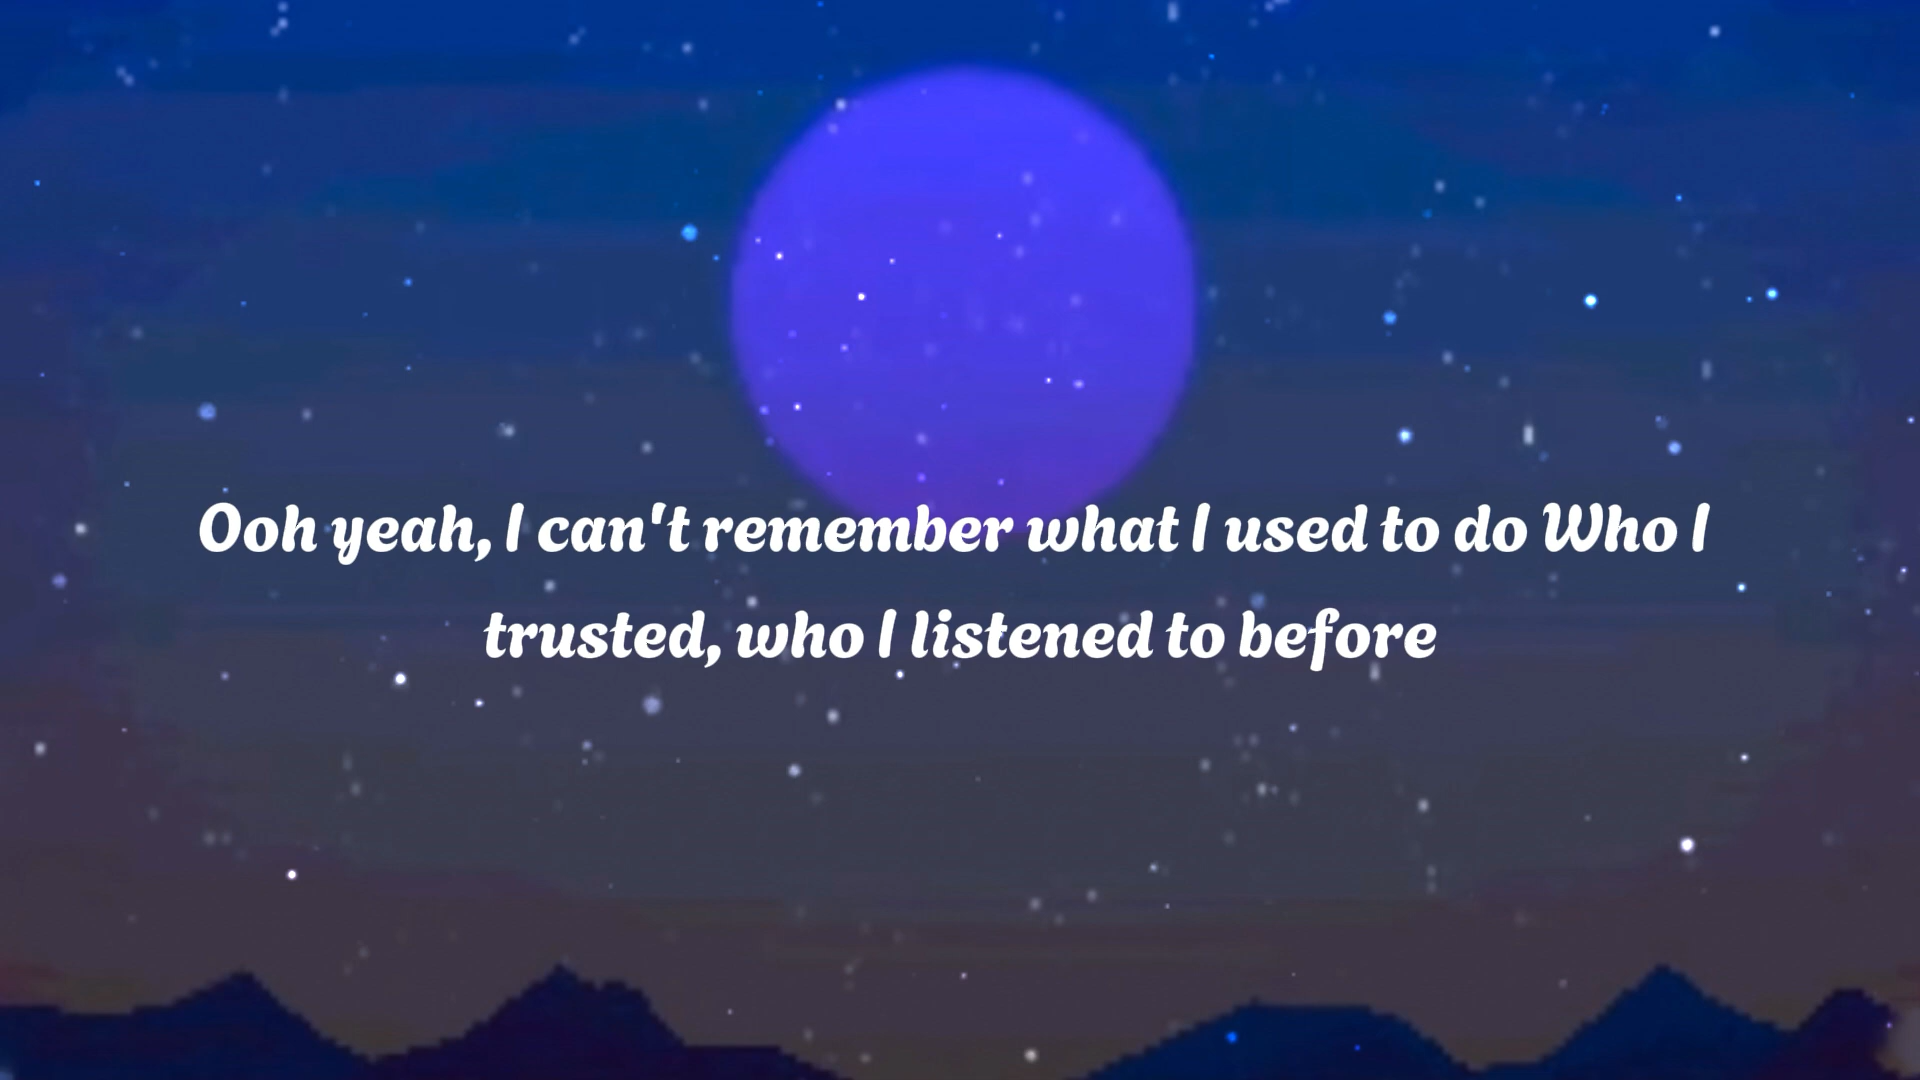 Ooh yeah, I can't remember what I used to do Who I
trusted, who I listened to before